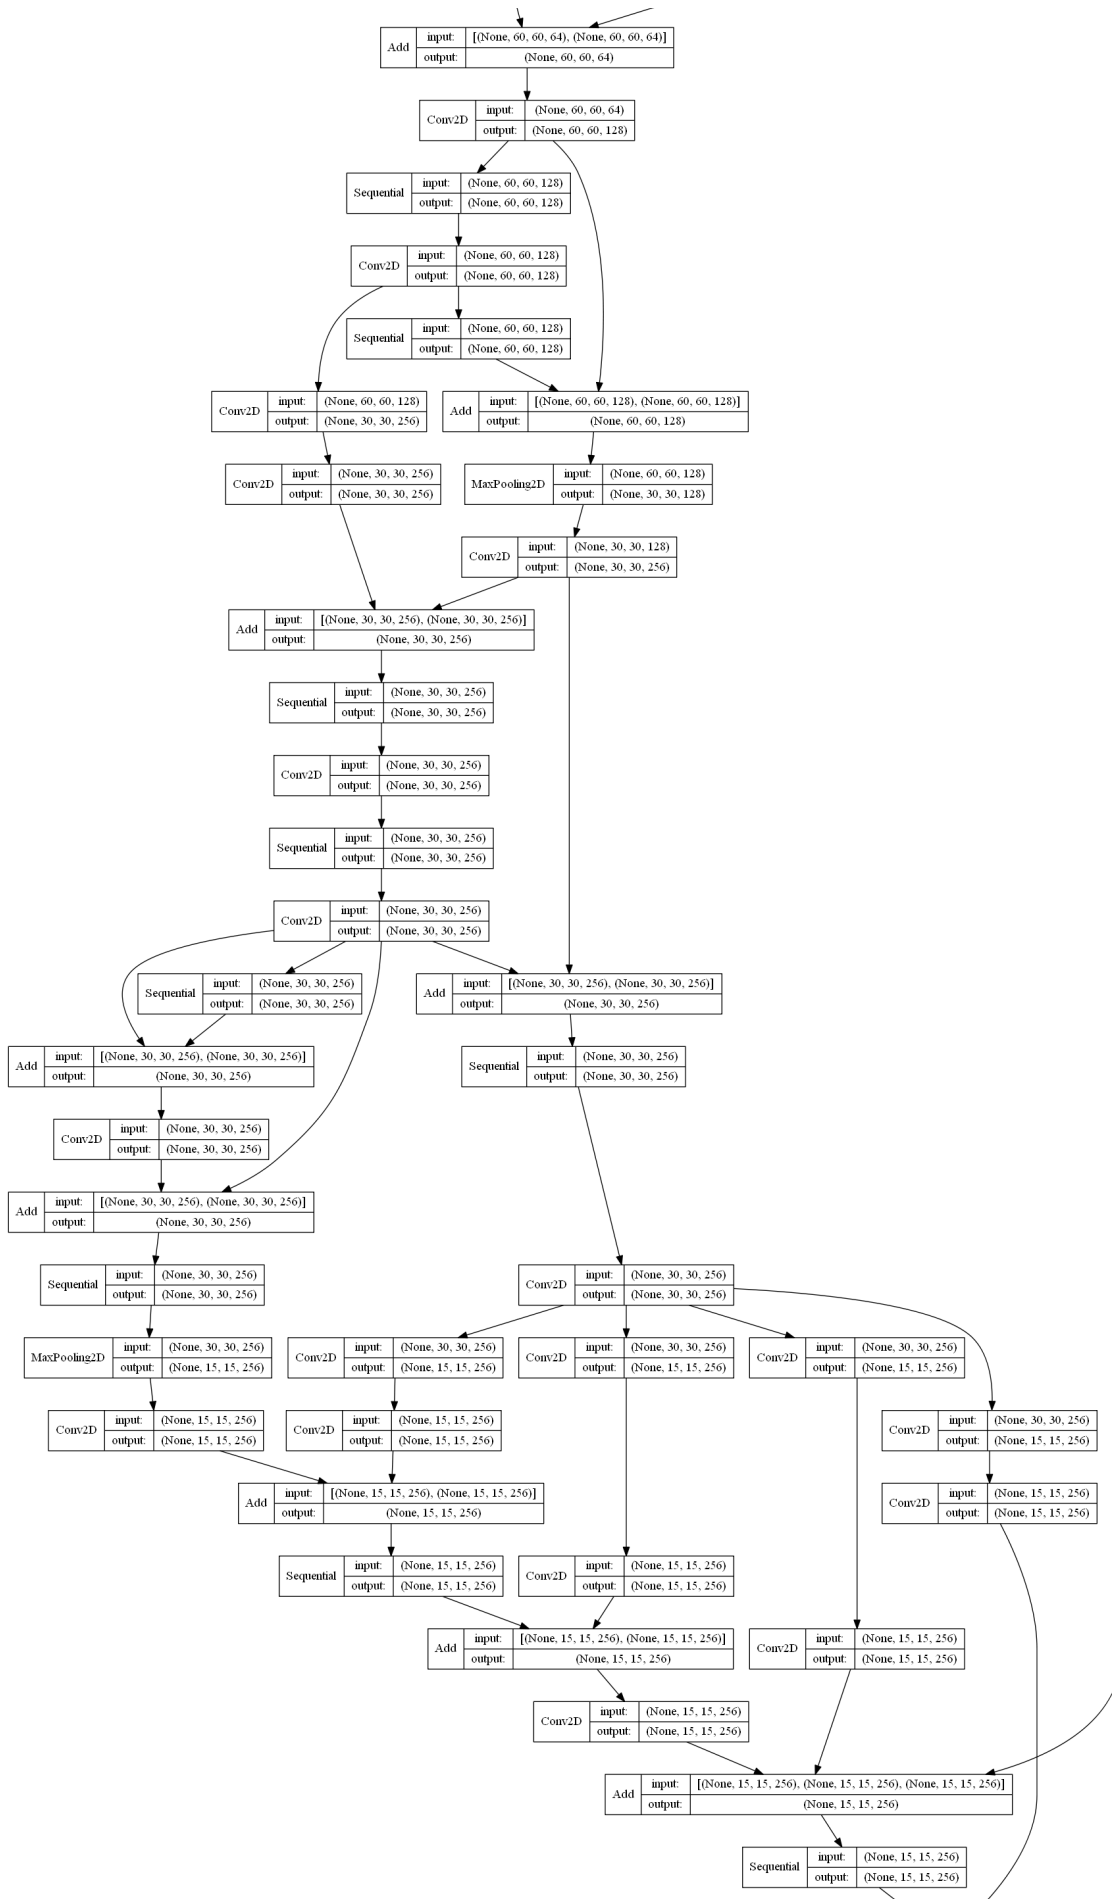 Add
input: [(None, 60, 60, 64), (None, 60, 60, 64)]
output: (None, 60, 60, 64)
Conv2D
input: (None, 60, 60, 64)
output: (None, 60, 60, 128)
Sequential
input: (None, 60, 60, 128)
output: (None, 60, 60, 128)
Conv2D
input: (None, 60, 60, 128)
output: (None, 60, 60, 128)
Sequential
input: (None, 60, 60, 128)
output: (None, 60, 60, 128)
Conv2D
input: (None, 60, 60, 128)
output: (None, 30, 30, 256)
Add
input: [(None, 60, 60, 128), (None, 60, 60, 128)]
output: (None, 60, 60, 128)
Conv2D
input: (None, 30, 30, 256)
output: (None, 30, 30, 256)
MaxPooling2D
input: (None, 60, 60, 128)
output: (None, 30, 30, 128)
Conv2D
input: (None, 30, 30, 128)
output: (None, 30, 30, 256)
Add
input: [(None, 30, 30, 256), (None, 30, 30, 256)]
output: (None, 30, 30, 256)
Sequential
input: (None, 30, 30, 256)
output: (None, 30, 30, 256)
Conv2D
input: (None, 30, 30, 256)
output: (None, 30, 30, 256)
Sequential
input: (None, 30, 30, 256)
output: (None, 30, 30, 256)
Conv2D
input: (None, 30, 30, 256)
output: (None, 30, 30, 256)
Sequential
input: (None, 30, 30, 256)
output: (None, 30, 30, 256)
Add
input: [(None, 30, 30, 256), (None, 30, 30, 256)]
output: (None, 30, 30, 256)
Add
input: [(None, 30, 30, 256), (None, 30, 30, 256)]
output: (None, 30, 30, 256)
Sequential
input: (None, 30, 30, 256)
output: (None, 30, 30, 256)
Conv2D
input: (None, 30, 30, 256)
output: (None, 30, 30, 256)
Add
input: [(None, 30, 30, 256), (None, 30, 30, 256)]
output: (None, 30, 30, 256)
Sequential
input: (None, 30, 30, 256)
output: (None, 30, 30, 256)
Conv2D
input: (None, 30, 30, 256)
output: (None, 30, 30, 256)
MaxPooling2D
input: (None, 30, 30, 256)
output: (None, 15, 15, 256)
Conv2D
input: (None, 30, 30, 256)
output: (None, 15, 15, 256)
Conv2D
input: (None, 30, 30, 256)
output: (None, 15, 15, 256)
Conv2D
input: (None, 30, 30, 256)
output: (None, 15, 15, 256)
Conv2D
input: (None, 15, 15, 256)
output: (None, 15, 15, 256)
Conv2D
input: (None, 15, 15, 256)
output: (None, 15, 15, 256)
Conv2D
input: (None, 30, 30, 256)
output: (None, 15, 15, 256)
Add
input: [(None, 15, 15, 256), (None, 15, 15, 256)]
output: (None, 15, 15, 256)
Conv2D
input: (None, 15, 15, 256)
output: (None, 15, 15, 256)
Sequential
input: (None, 15, 15, 256)
output: (None, 15, 15, 256)
Conv2D
input: (None, 15, 15, 256)
output: (None, 15, 15, 256)
Add
input: [(None, 15, 15, 256), (None, 15, 15, 256)]
output: (None, 15, 15, 256)
Conv2D
input: (None, 15, 15, 256)
output: (None, 15, 15, 256)
Conv2D
input: (None, 15, 15, 256)
output: (None, 15, 15, 256)
Add
input: [(None, 15, 15, 256), (None, 15, 15, 256), (None, 15, 15, 256)]
output: (None, 15, 15, 256)
Sequential
input: (None, 15, 15, 256)
output: (None, 15, 15, 256)